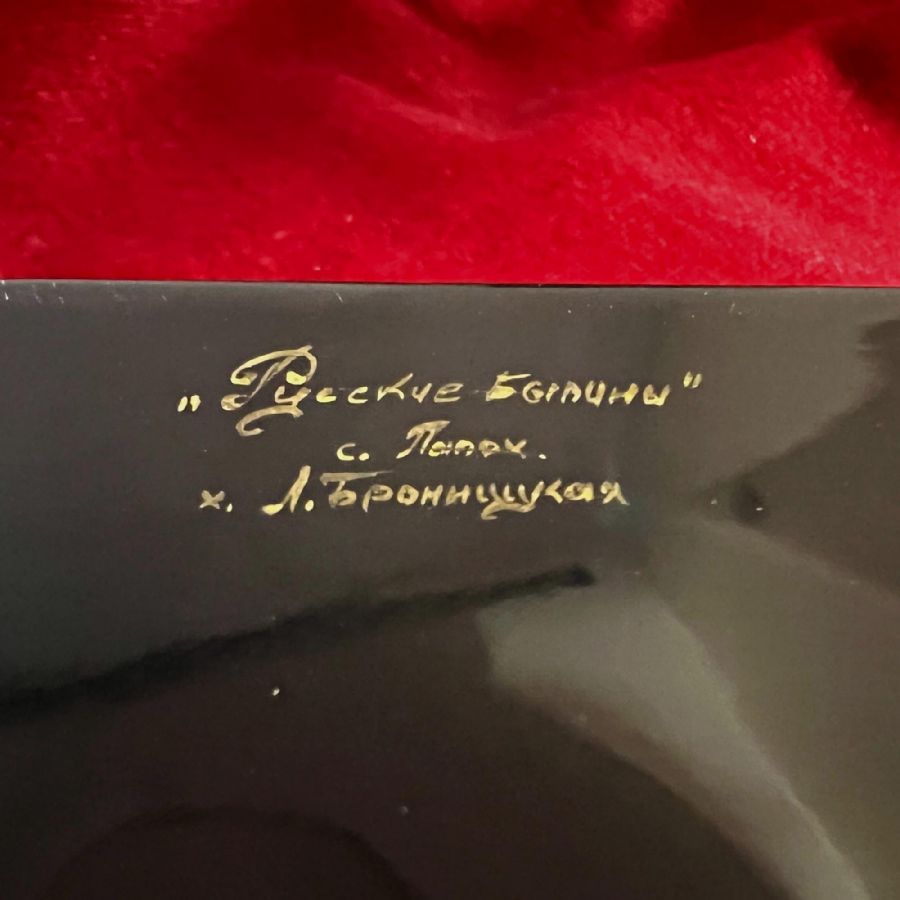 „Русские Былины"
с. Палех.
х. Л. Бронницкая